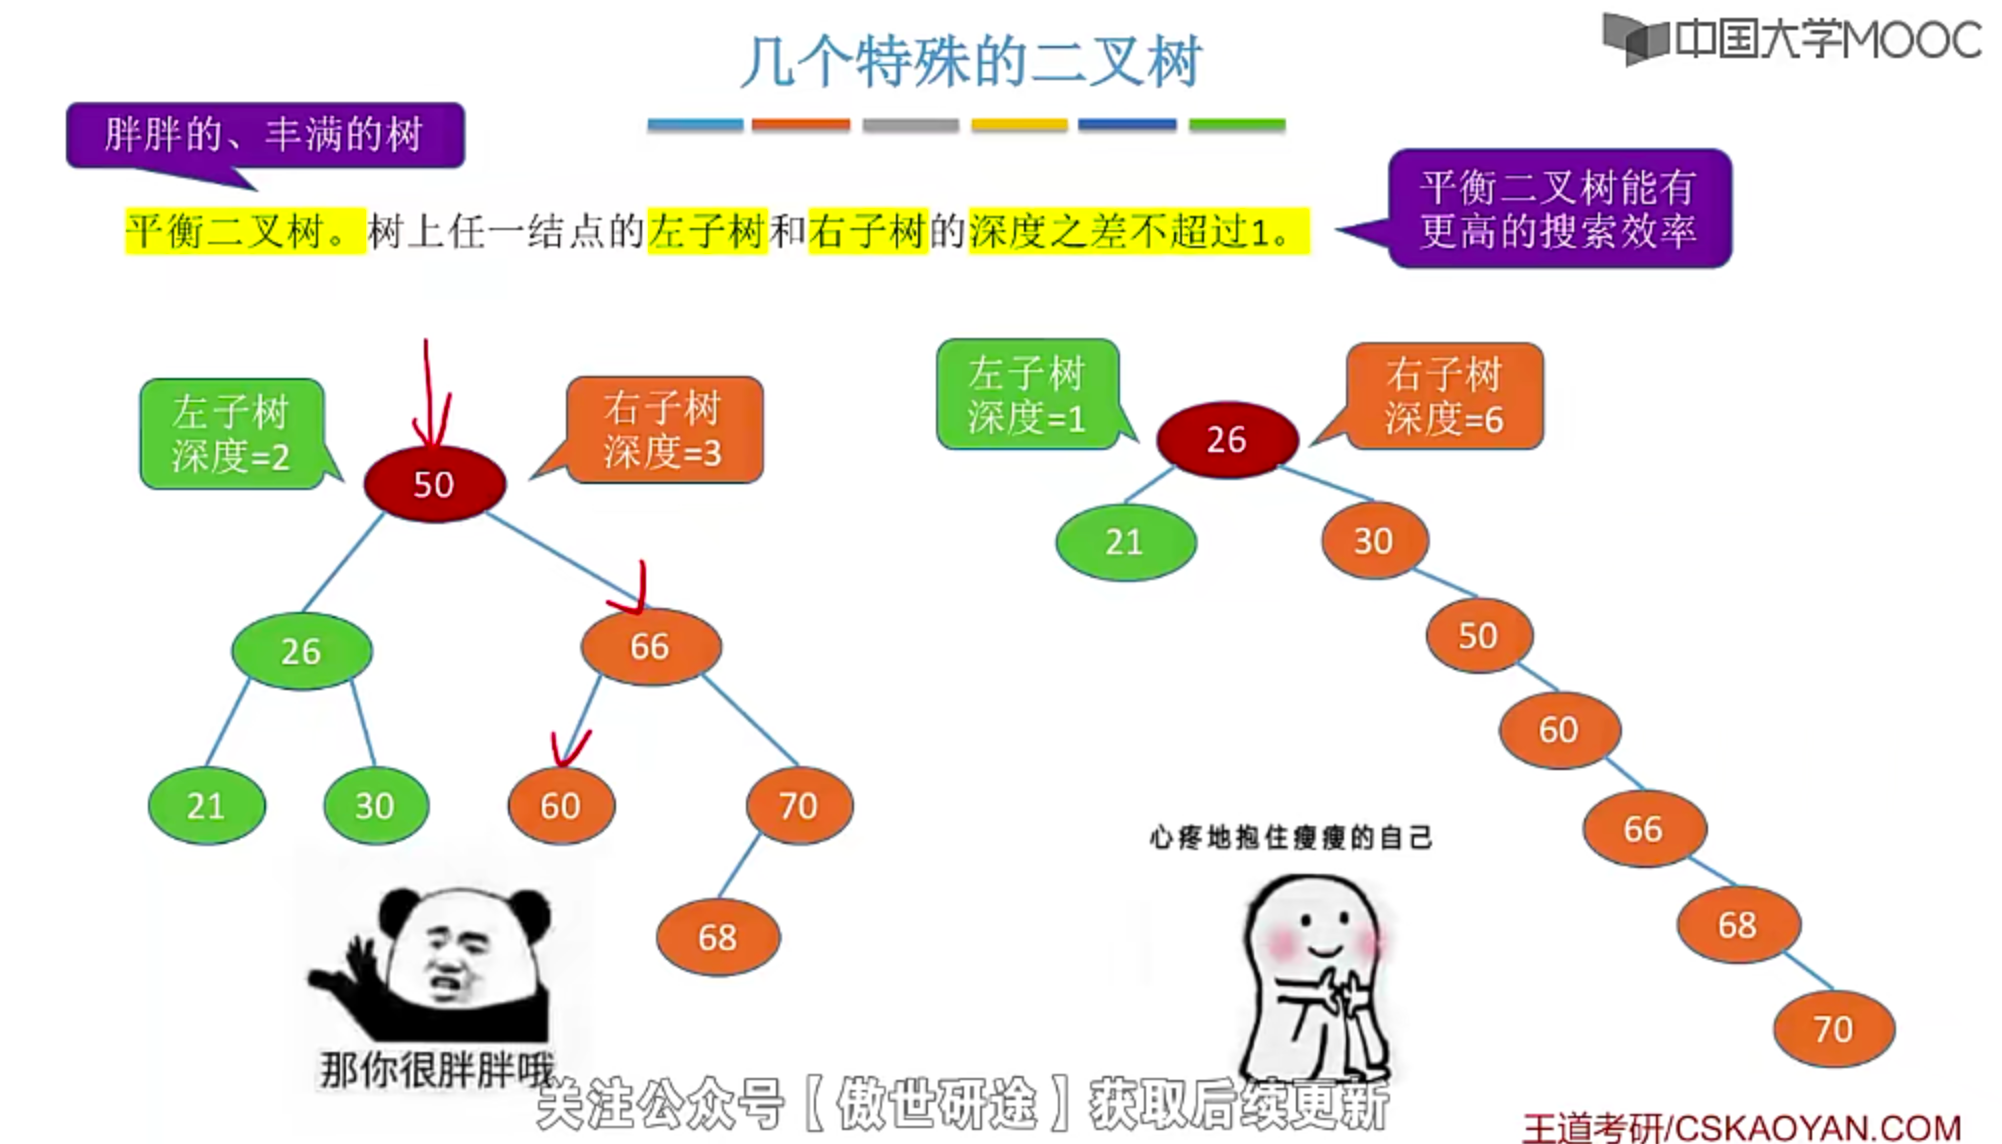 几个特殊的二叉树
中国大学MOOC
胖胖的、丰满的树
平衡二叉树能有
更高的搜索效率
平衡二叉树。树上任一结点的左子树和右子树的深度之差不超过1。
左子树
深度=2
右子树
深度=3
50
26
66
21
30
60
70
68
那你很胖胖哦
左子树
深度=1
右子树
深度=6
26
21
30
50
60
66
68
70
心疼地抱住瘦瘦的自己
关注公众号【傲世研途】获取后续更新
王道考研/CSKAOYAN.COM